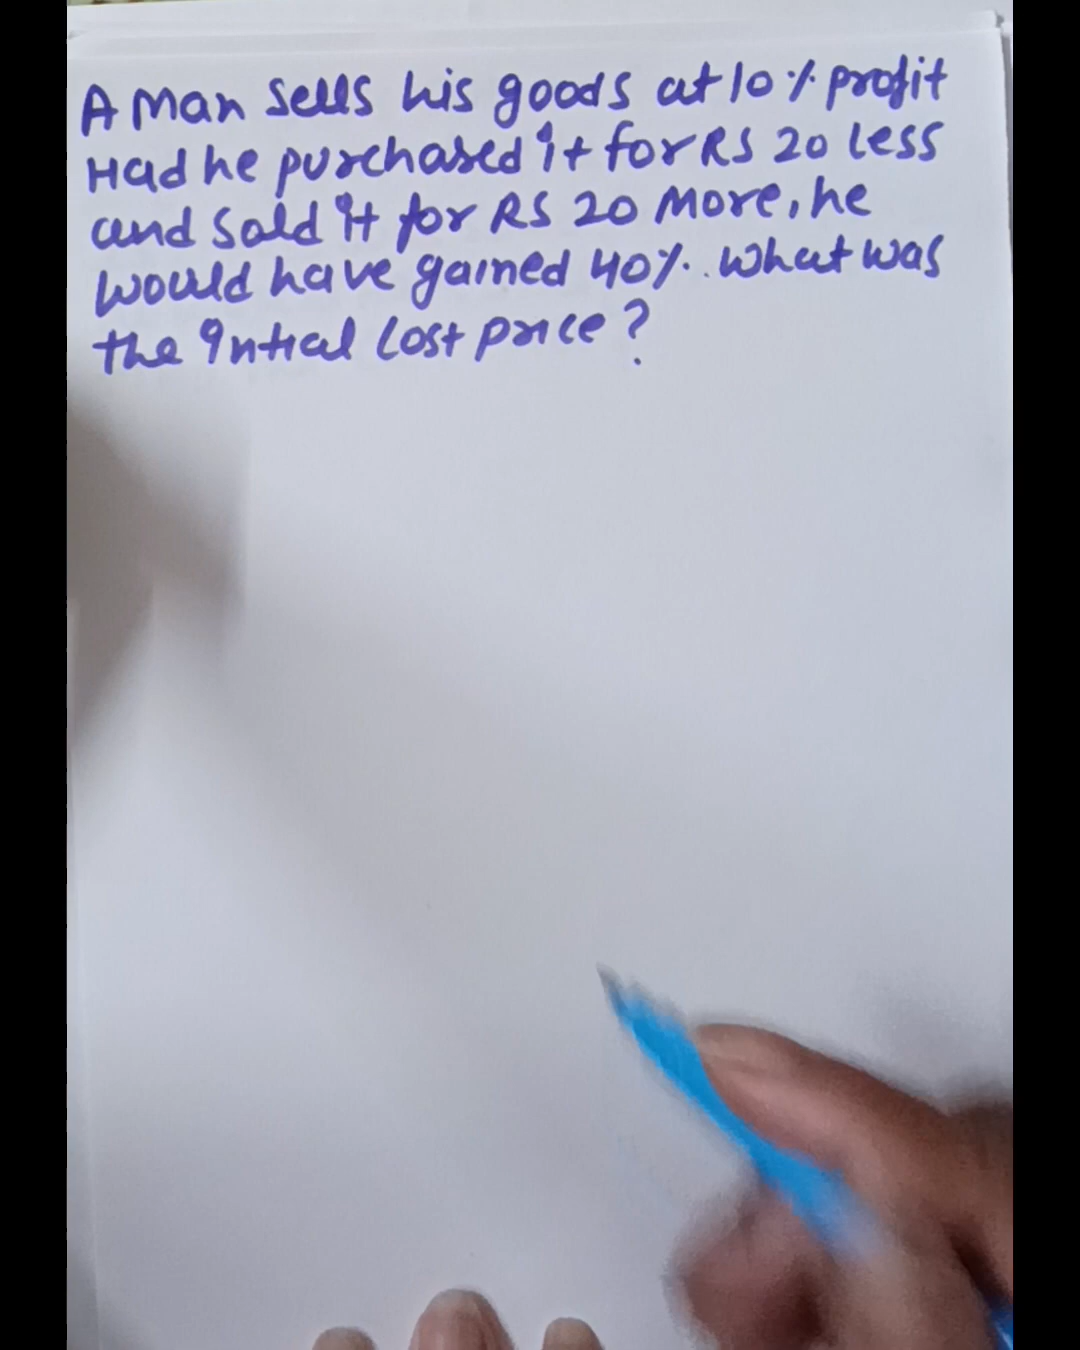 A Man sells his goods at 10% profit
Had he purchased it for RS 20 less
and sold it for RS 20 More, he
would have gained 40%. What was
the intial cost price?